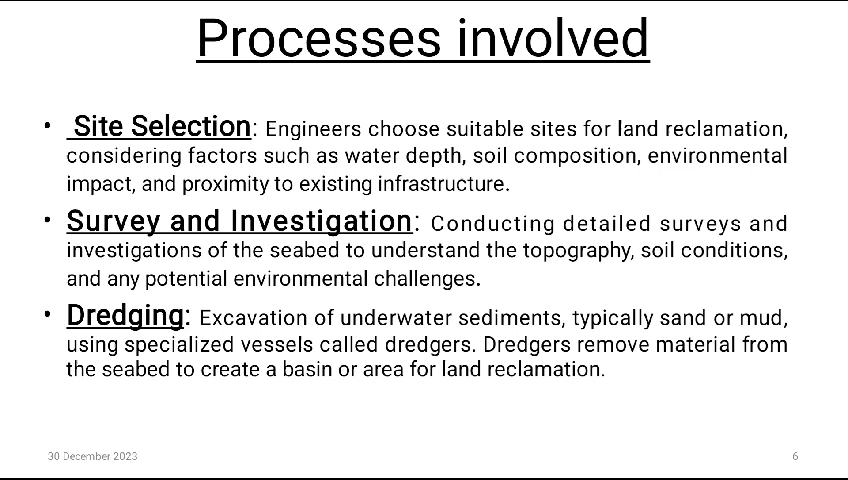 Processes involved
• Site Selection: Engineers choose suitable sites for land reclamation,
considering factors such as water depth, soil composition, environmental
impact, and proximity to existing infrastructure.
• Survey and Investigation: Conducting detailed surveys and
investigations of the seabed to understand the topography, soil conditions,
and any potential environmental challenges.
• Dredging: Excavation of underwater sediments, typically sand or mud,
using specialized vessels called dredgers. Dredgers remove material from
the seabed to create a basin or area for land reclamation.
30 December 2023
6